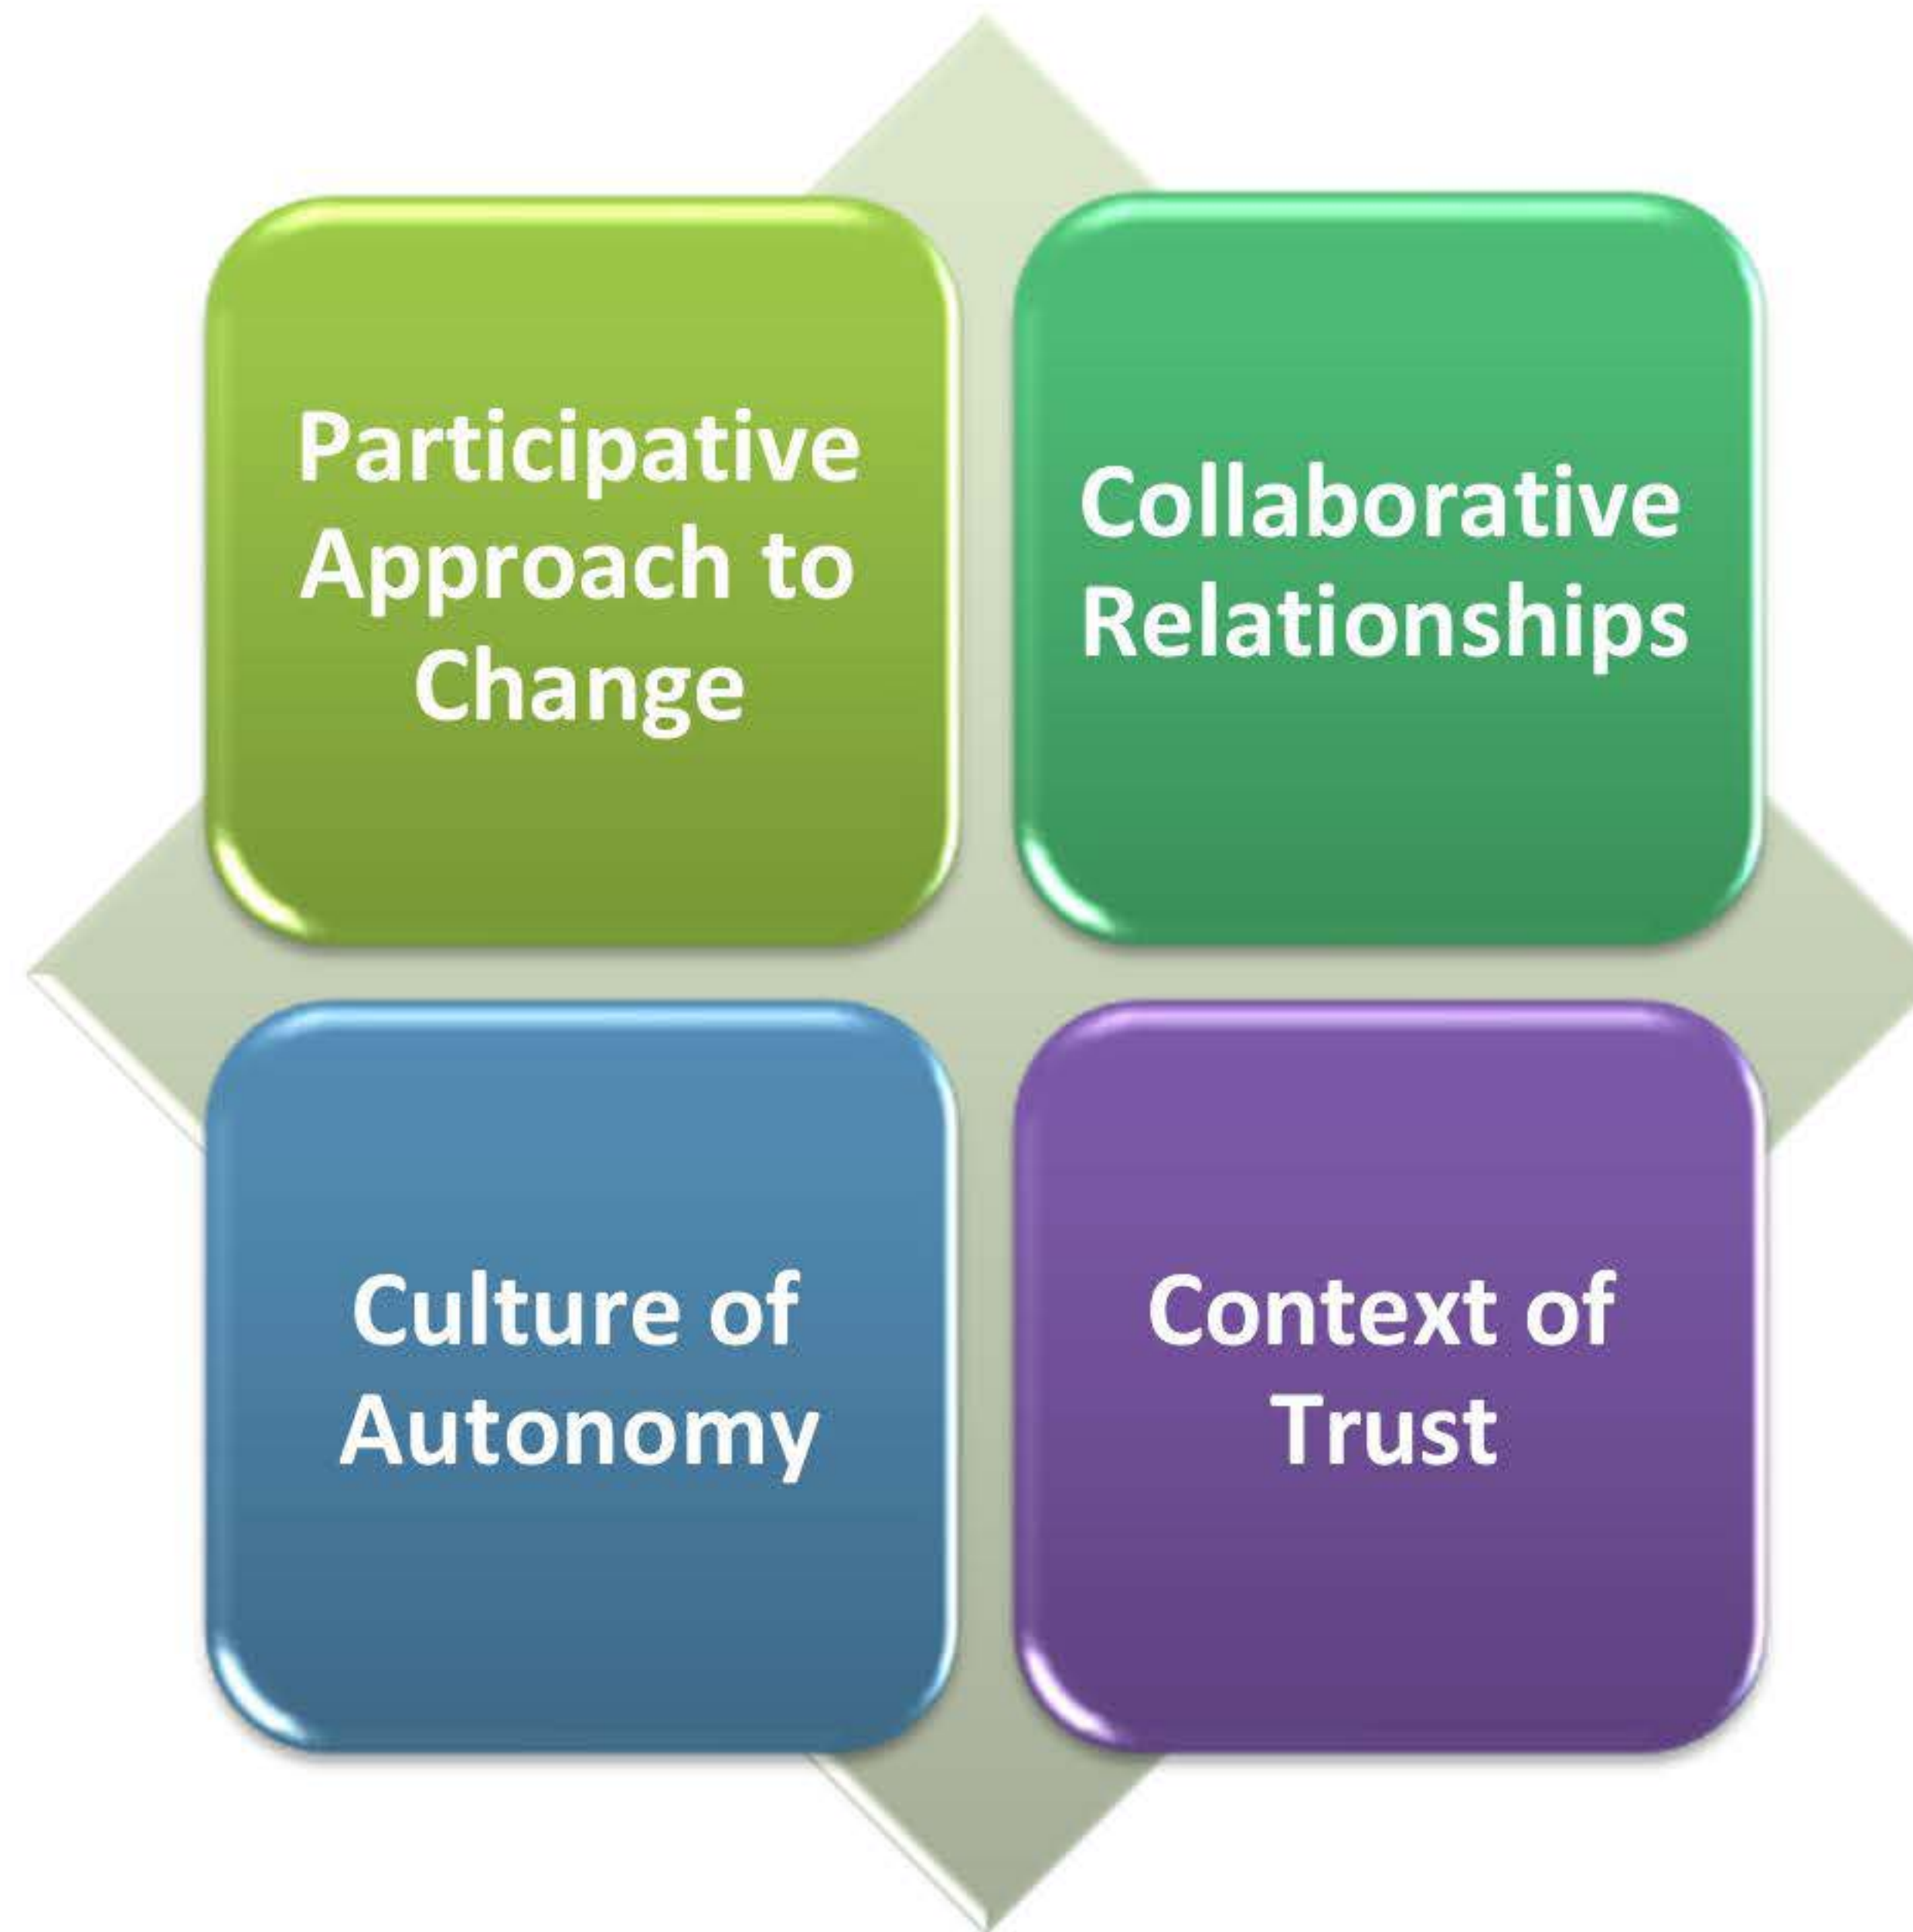 Participative
Approach to
Change
Collaborative
Relationships
Culture of
Autonomy
Context of
Trust